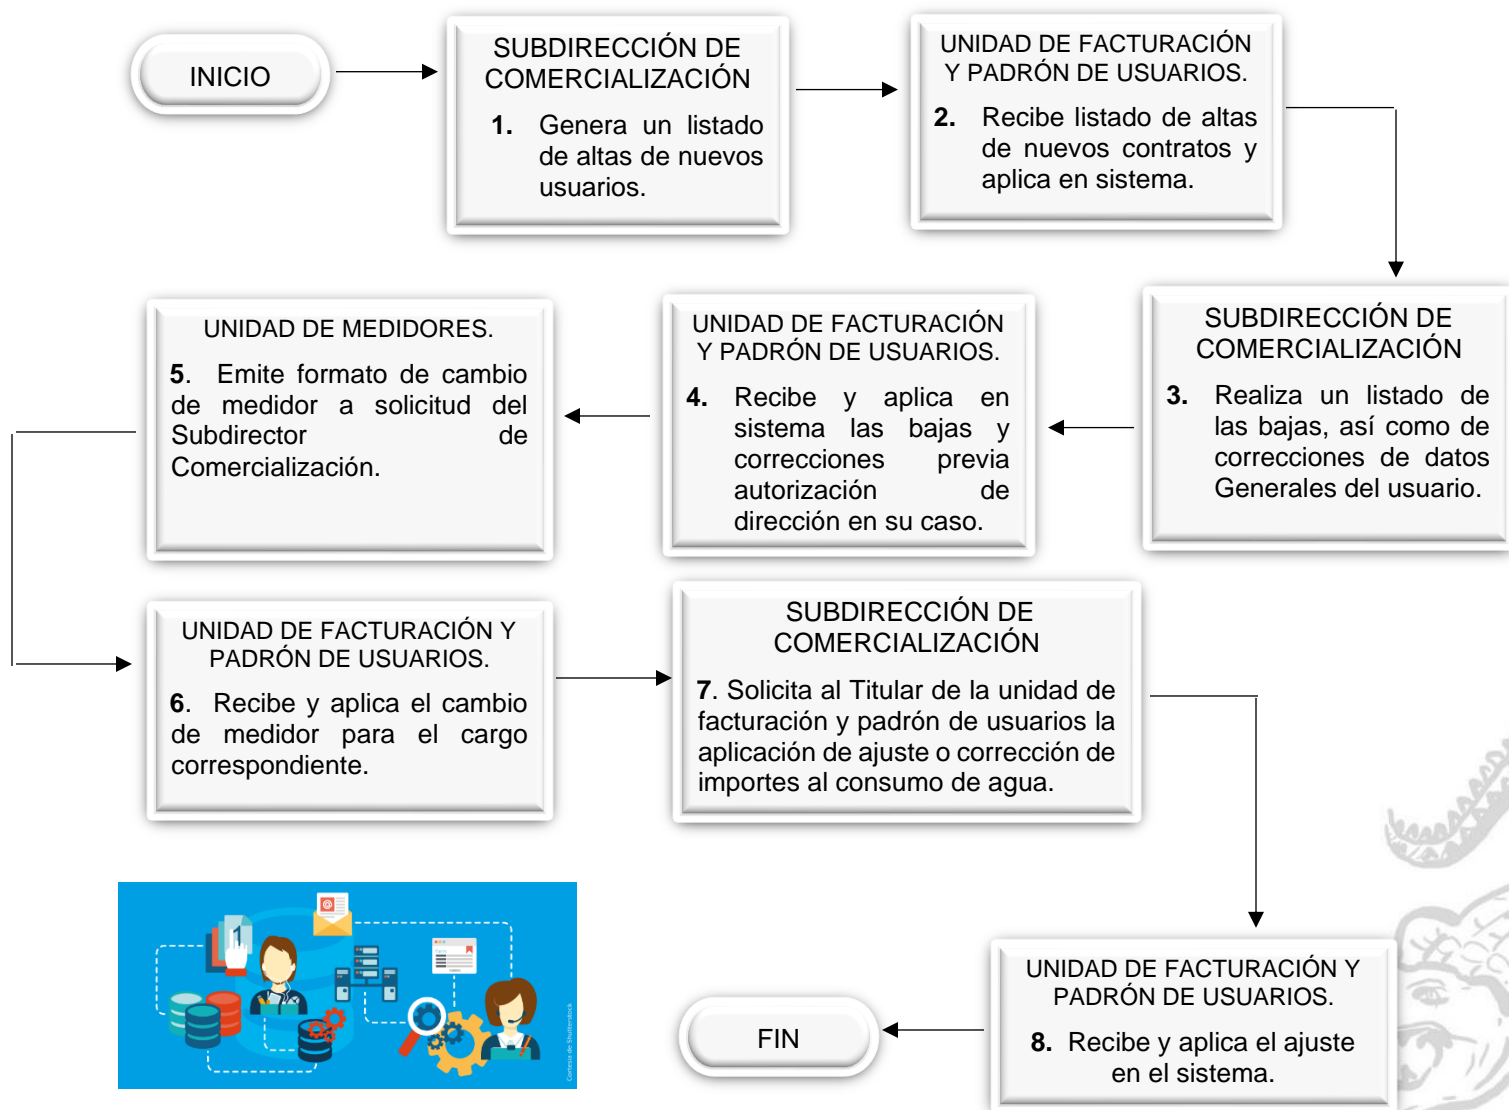 INICIO
SUBDIRECCIÓN DE
COMERCIALIZACIÓN
1. Genera un listado
de altas de nuevos
usuarios.
UNIDAD DE FACTURACIÓN
Y PADRÓN DE USUARIOS.
2. Recibe listado de altas
de nuevos contratos y
aplica en sistema.
SUBDIRECCIÓN DE
COMERCIALIZACIÓN
3. Realiza un listado de
las bajas, así como de
correcciones de datos
Generales del usuario.
UNIDAD DE FACTURACIÓN
Y PADRÓN DE USUARIOS.
4. Recibe y aplica en
sistema las bajas y
correcciones previa
autorización de
dirección en su caso.
UNIDAD DE MEDIDORES.
5. Emite formato de cambio
de medidor a solicitud del
Subdirector de
Comercialización.
UNIDAD DE FACTURACIÓN Y
PADRÓN DE USUARIOS.
6. Recibe y aplica el cambio
de medidor para el cargo
correspondiente.
SUBDIRECCIÓN DE
COMERCIALIZACIÓN
7. Solicita al Titular de la unidad de
facturación y padrón de usuarios la
aplicación de ajuste o corrección de
importes al consumo de agua.
UNIDAD DE FACTURACIÓN Y
PADRÓN DE USUARIOS.
8. Recibe y aplica el ajuste
en el sistema.
FIN
1
@
Cortesía de Shutterstock